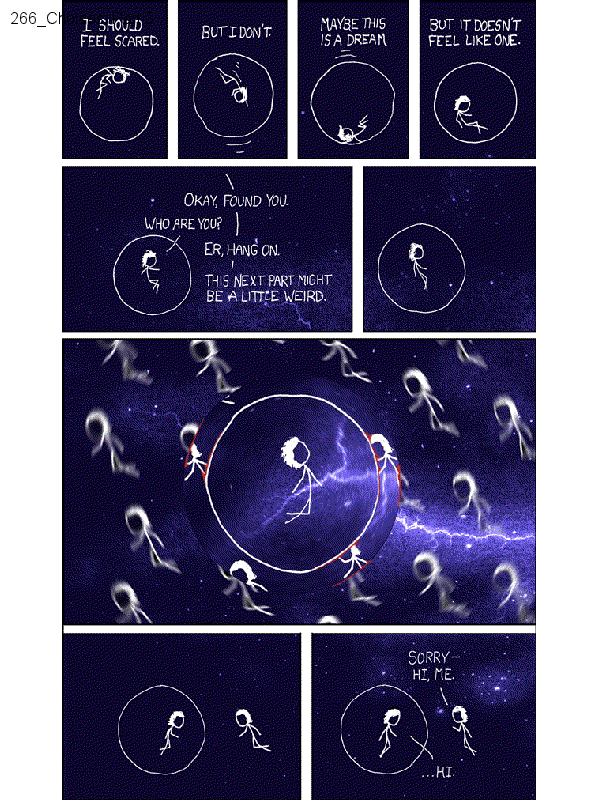 266_Ch
I SHOULD
FEEL SCARED.
BUT I DON'T.
MAYBE THIS
IS A DREAM
BUT IT DOESN'T
FEEL LIKE ONE.
OKAY, FOUND YOU.
WHO ARE YOU?
ER, HANG ON.
THIS NEXT PART MIGHT
BE A LITTLE WEIRD.
SORRY—
HI, ME.
...HI.